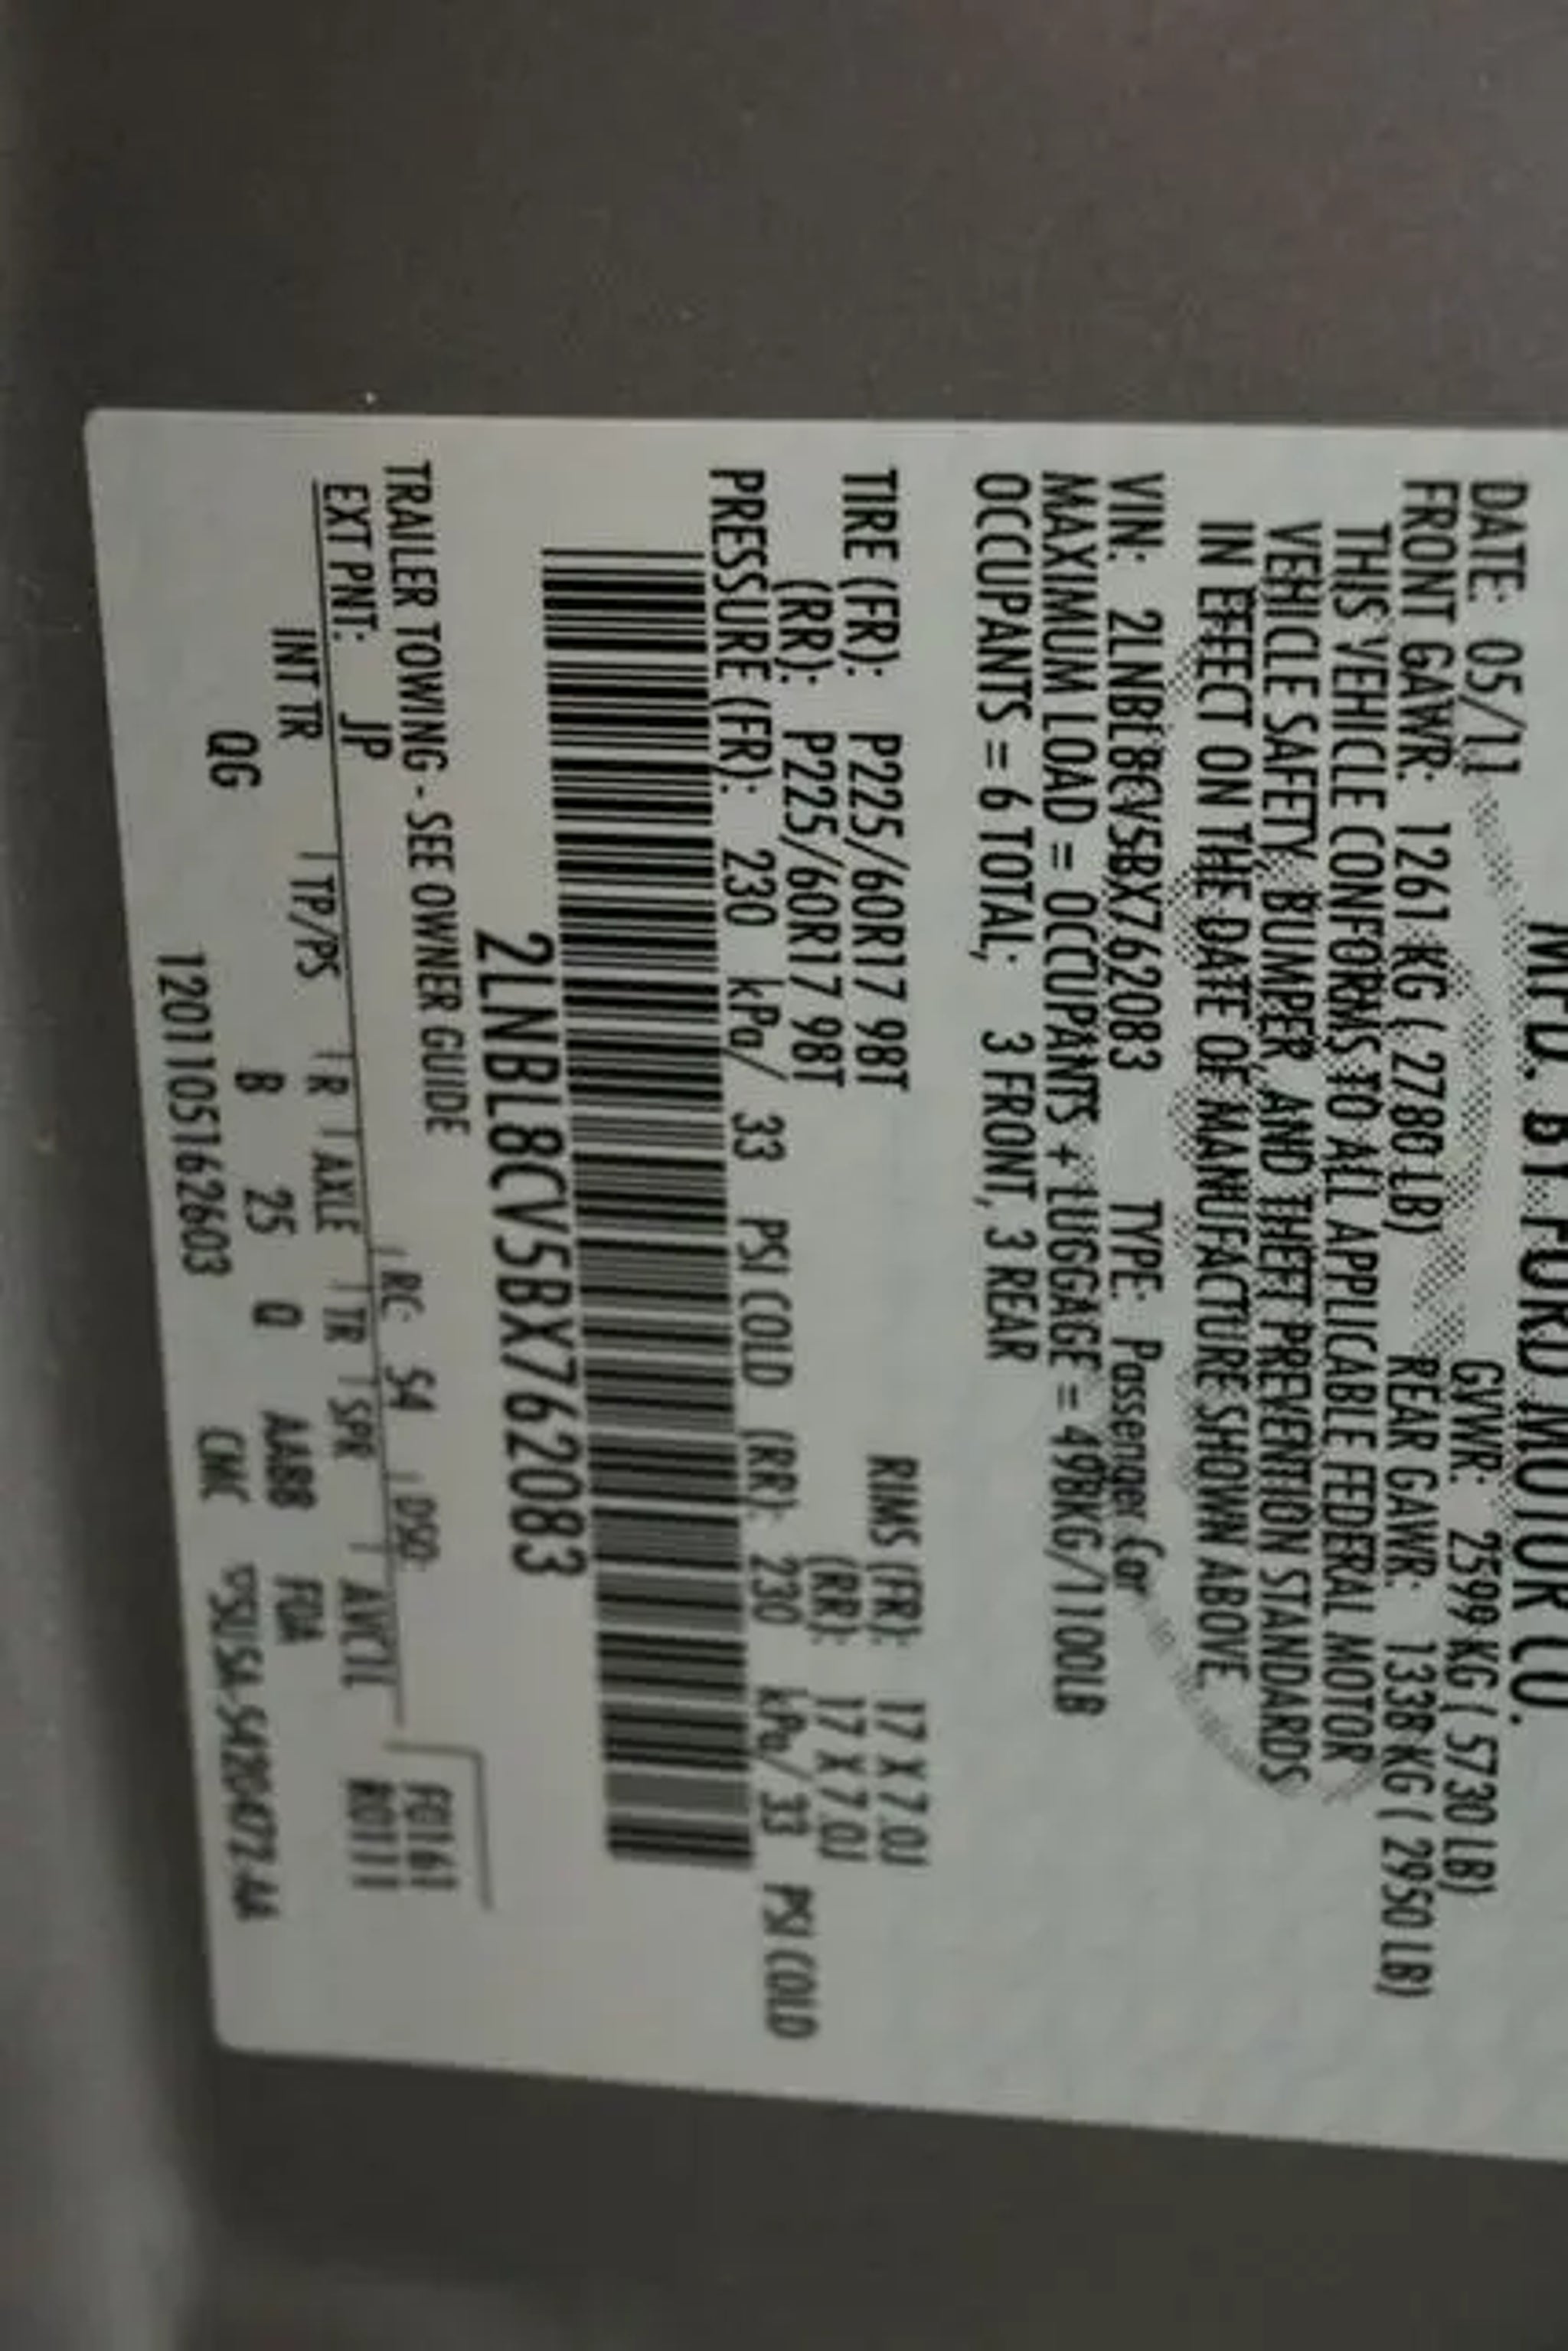 MFD. BY FORD MOTOR CO.
DATE: 05/11 GVWR: 2599 KG ( 5730 LB)
FRONT GAWR: 1261 KG ( 2780 LB) REAR GAWR: 1338 KG ( 2950 LB)
THIS VEHICLE CONFORMS TO ALL APPLICABLE FEDERAL MOTOR
VEHICLE SAFETY, BUMPER, AND THEFT PREVENTION STANDARDS
IN EFFECT ON THE DATE OF MANUFACTURE SHOWN ABOVE.
VIN: 2LNBL8CV5BX762083 TYPE: Passenger Car
MAXIMUM LOAD = OCCUPANTS + LUGGAGE = 498KG/1100LB
OCCUPANTS = 6 TOTAL; 3 FRONT, 3 REAR
TIRE (FR): P225/60R17 98T RIMS (FR): 17 X 7.0J
(RR): P225/60R17 98T (RR): 17 X 7.0J
PRESSURE (FR): 230 kPa/ 33 PSI COLD (RR): 230 kPa/ 33 PSI COLD
2LNBL8CV5BX762083
TRAILER TOWING - SEE OWNER GUIDE
EXT PNT: JP RC: 54 DSO: F0161
INT TR TP/PS R AXLE TR SPR AVCTL R0111
QG B 25 Q AABB FUA
1201105162603 CMC